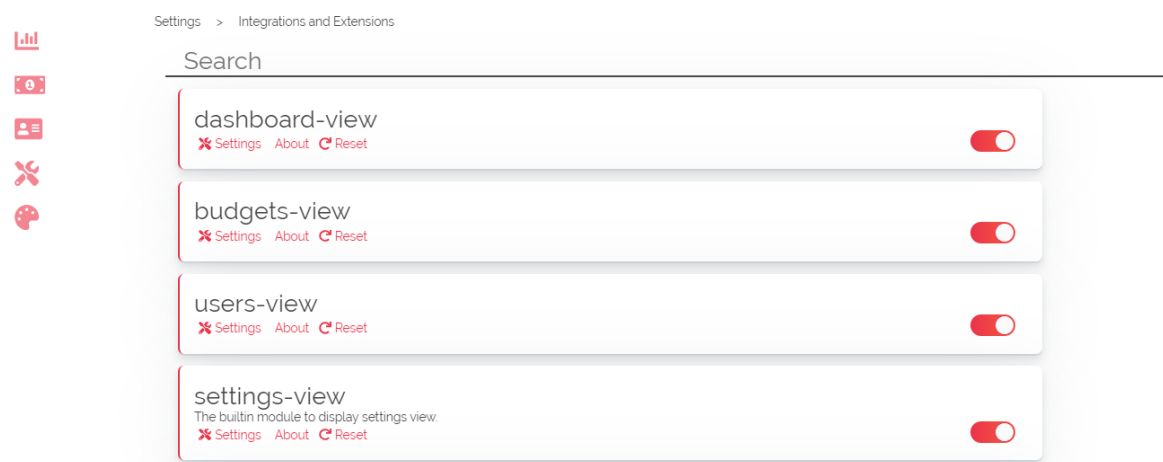 Settings > Integrations and Extensions
Search
dashboard-view
Settings About Reset
budgets-view
Settings About Reset
users-view
Settings About Reset
settings-view
The builtin module to display settings view.
Settings About Reset